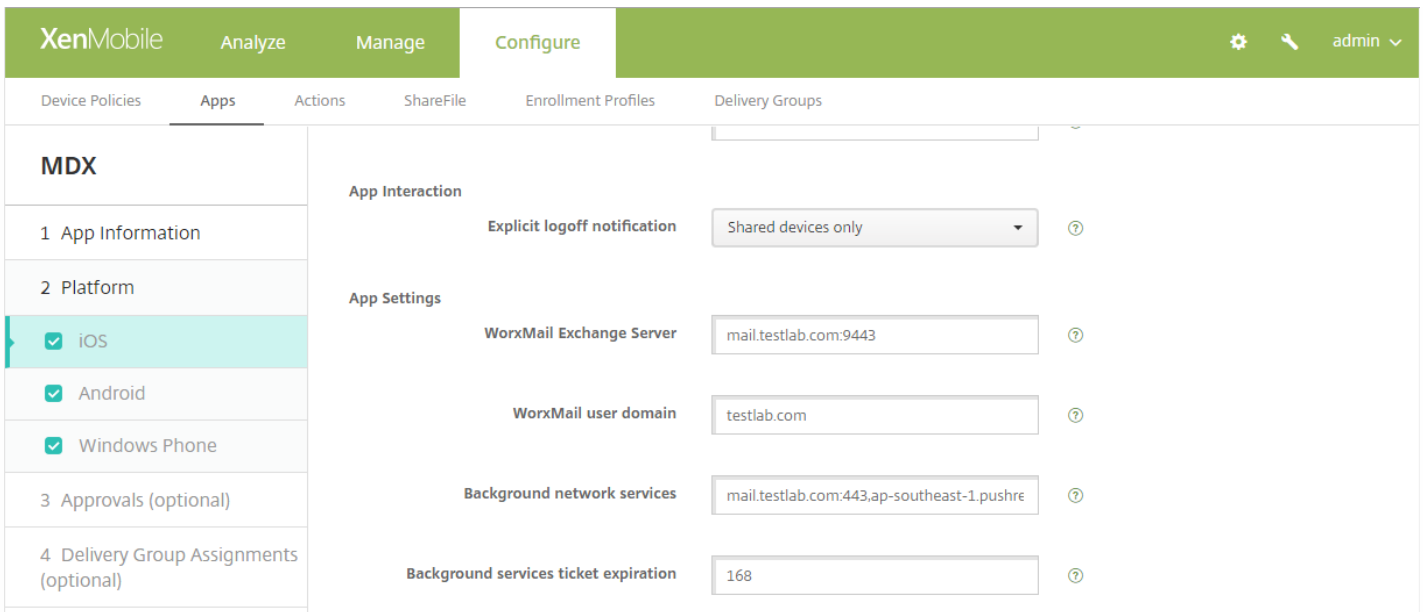 XenMobile Analyze Manage Configure admin
Device Policies Apps Actions ShareFile Enrollment Profiles Delivery Groups
MDX
1 App Information
2 Platform
iOS
Android
Windows Phone
3 Approvals (optional)
4 Delivery Group Assignments
(optional)
App Interaction
Explicit logoff notification Shared devices only
App Settings
WorxMail Exchange Server mail.testlab.com:9443
WorxMail user domain testlab.com
Background network services mail.testlab.com:443,ap-southeast-1.pushre
Background services ticket expiration 168